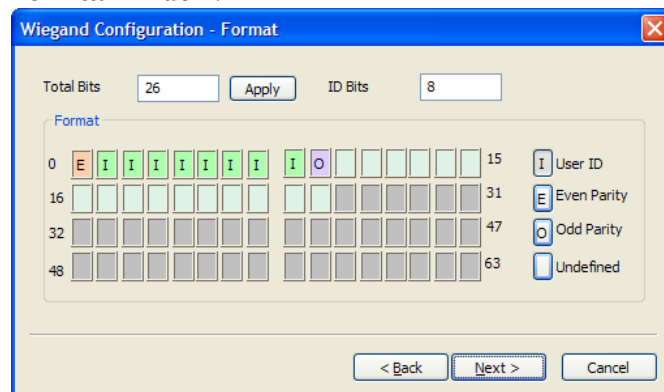 Wiegand Configuration - Format
Total Bits 26 Apply ID Bits 8
Format
0 E I I I I I I I I O 15 I User ID
16 31 E Even Parity
32 47 O Odd Parity
48 63 Undefined
< Back Next > Cancel